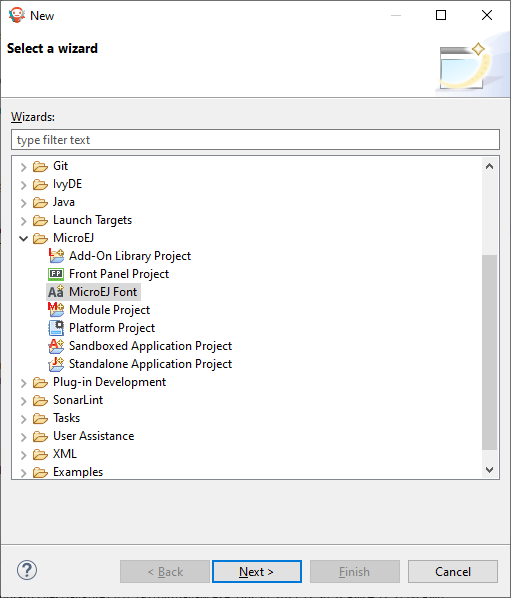 New
Select a wizard
Wizards:
type filter text
Git
IvyDE
Java
Launch Targets
MicroEJ
Add-On Library Project
Front Panel Project
MicroEJ Font
Module Project
Platform Project
Sandboxed Application Project
Standalone Application Project
Plug-in Development
SonarLint
Tasks
User Assistance
XML
Examples
< Back Next > Finish Cancel